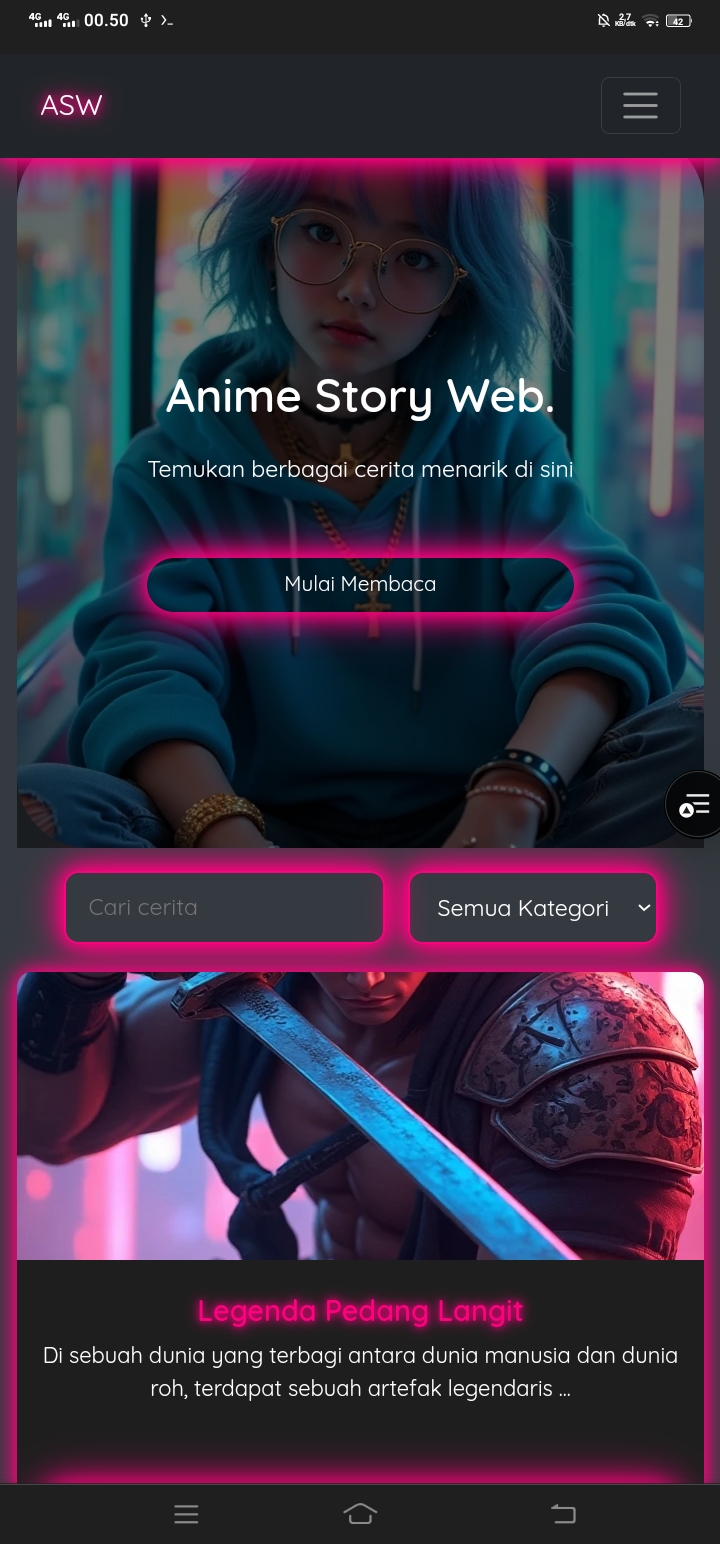 4G 4G 00.50 2,7 KB/dtk 42
ASW
Anime Story Web.
Temukan berbagai cerita menarik di sini
Mulai Membaca
Cari cerita
Semua Kategori
Legenda Pedang Langit
Di sebuah dunia yang terbagi antara dunia manusia dan dunia
roh, terdapat sebuah artefak legendaris ...